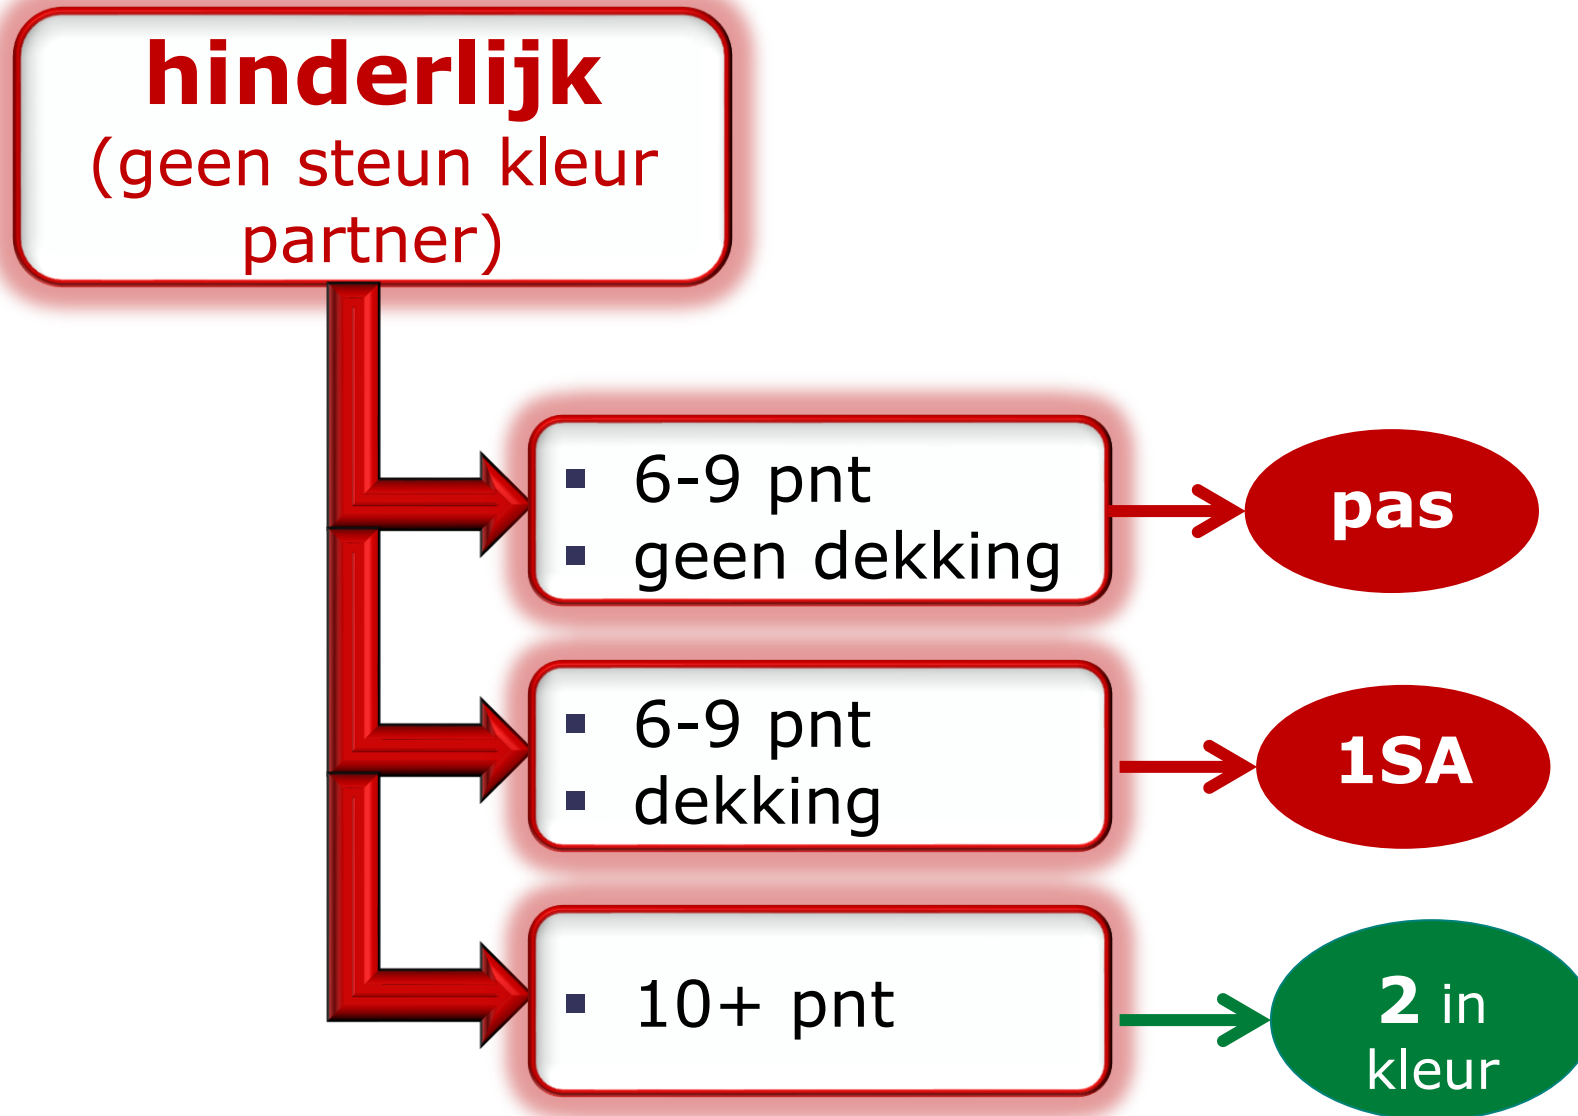 hinderlijk
(geen steun kleur
partner)
▪ 6-9 pnt
▪ geen dekking
pas
▪ 6-9 pnt
▪ dekking
1SA
▪ 10+ pnt
2 in
kleur